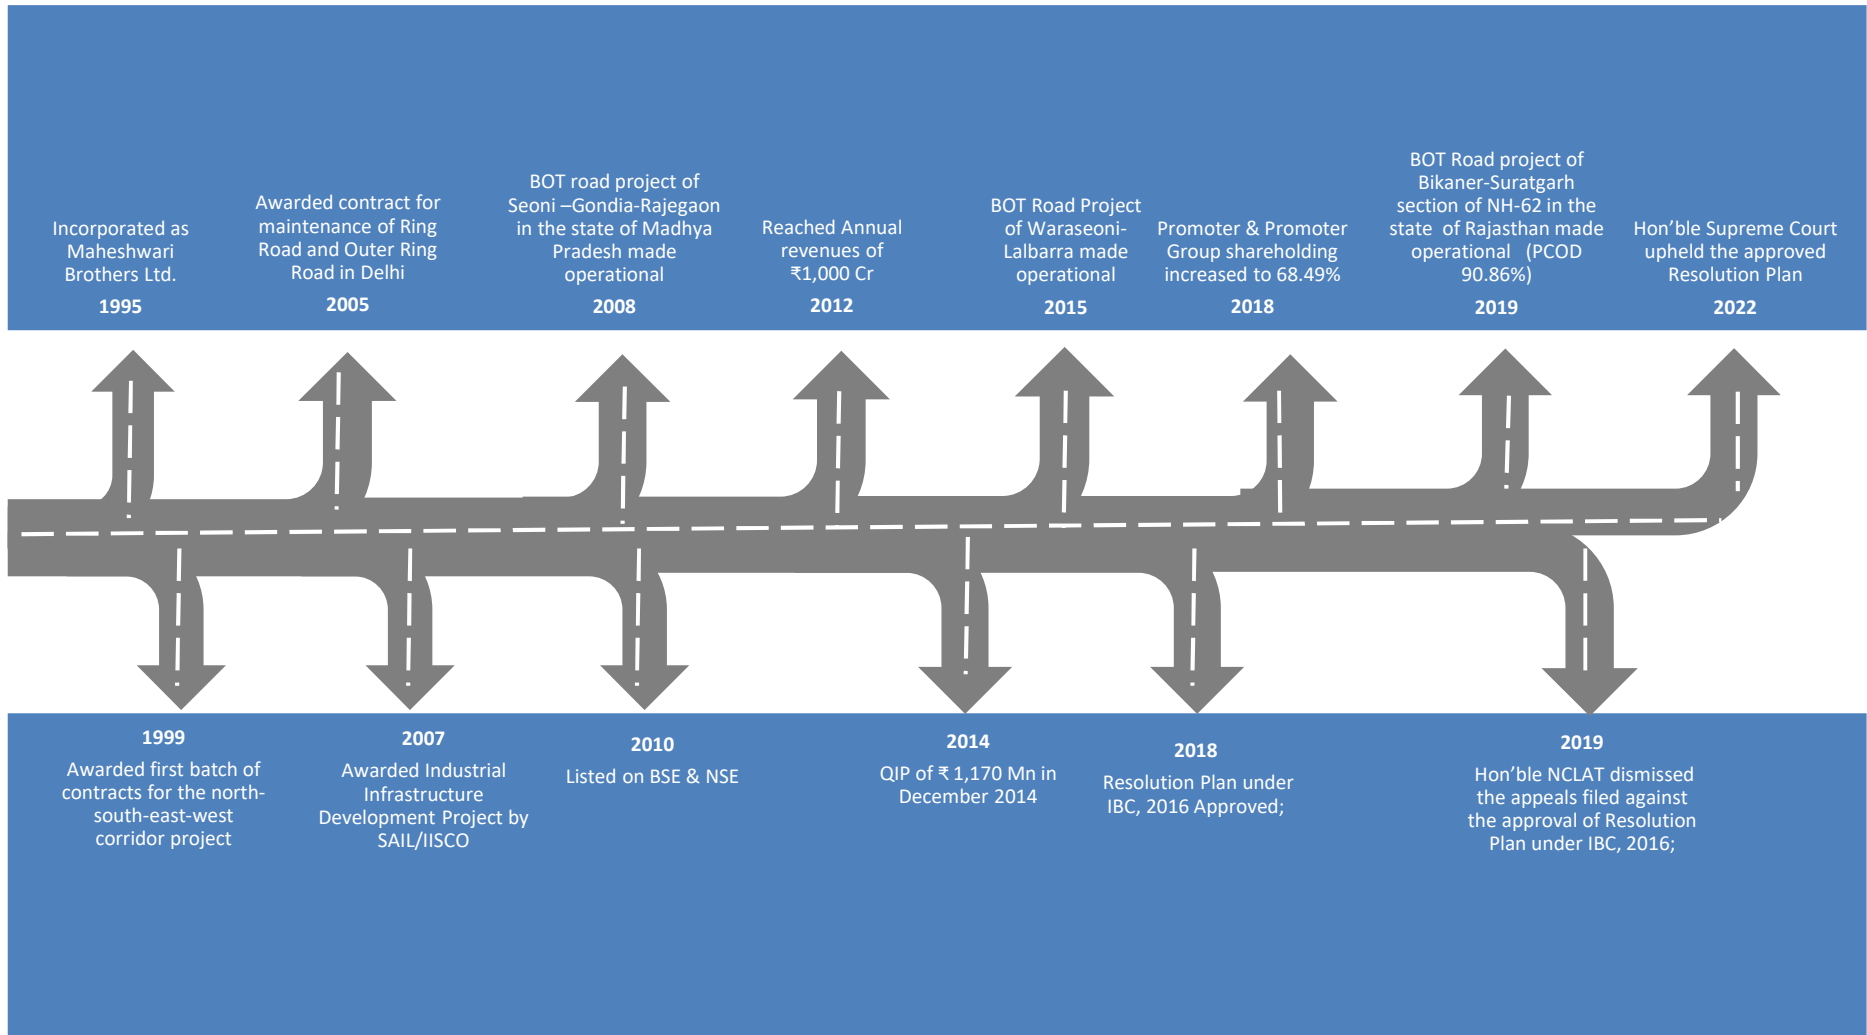 Incorporated as
Maheshwari
Brothers Ltd.
1995
Awarded contract for
maintenance of Ring
Road and Outer Ring
Road in Delhi
2005
BOT road project of
Seoni –Gondia-Rajegaon
in the state of Madhya
Pradesh made
operational
2008
Reached Annual
revenues of
₹1,000 Cr
2012
BOT Road Project
of Waraseoni-
Lalbarra made
operational
2015
Promoter & Promoter
Group shareholding
increased to 68.49%
2018
BOT Road project of
Bikaner-Suratgarh
section of NH-62 in the
state of Rajasthan made
operational (PCOD
90.86%)
2019
Hon’ble Supreme Court
upheld the approved
Resolution Plan
2022
1999
Awarded first batch of
contracts for the north-
south-east-west
corridor project
2007
Awarded Industrial
Infrastructure
Development Project by
SAIL/IISCO
2010
Listed on BSE & NSE
2014
QIP of ₹ 1,170 Mn in
December 2014
2018
Resolution Plan under
IBC, 2016 Approved;
2019
Hon’ble NCLAT dismissed
the appeals filed against
the approval of Resolution
Plan under IBC, 2016;